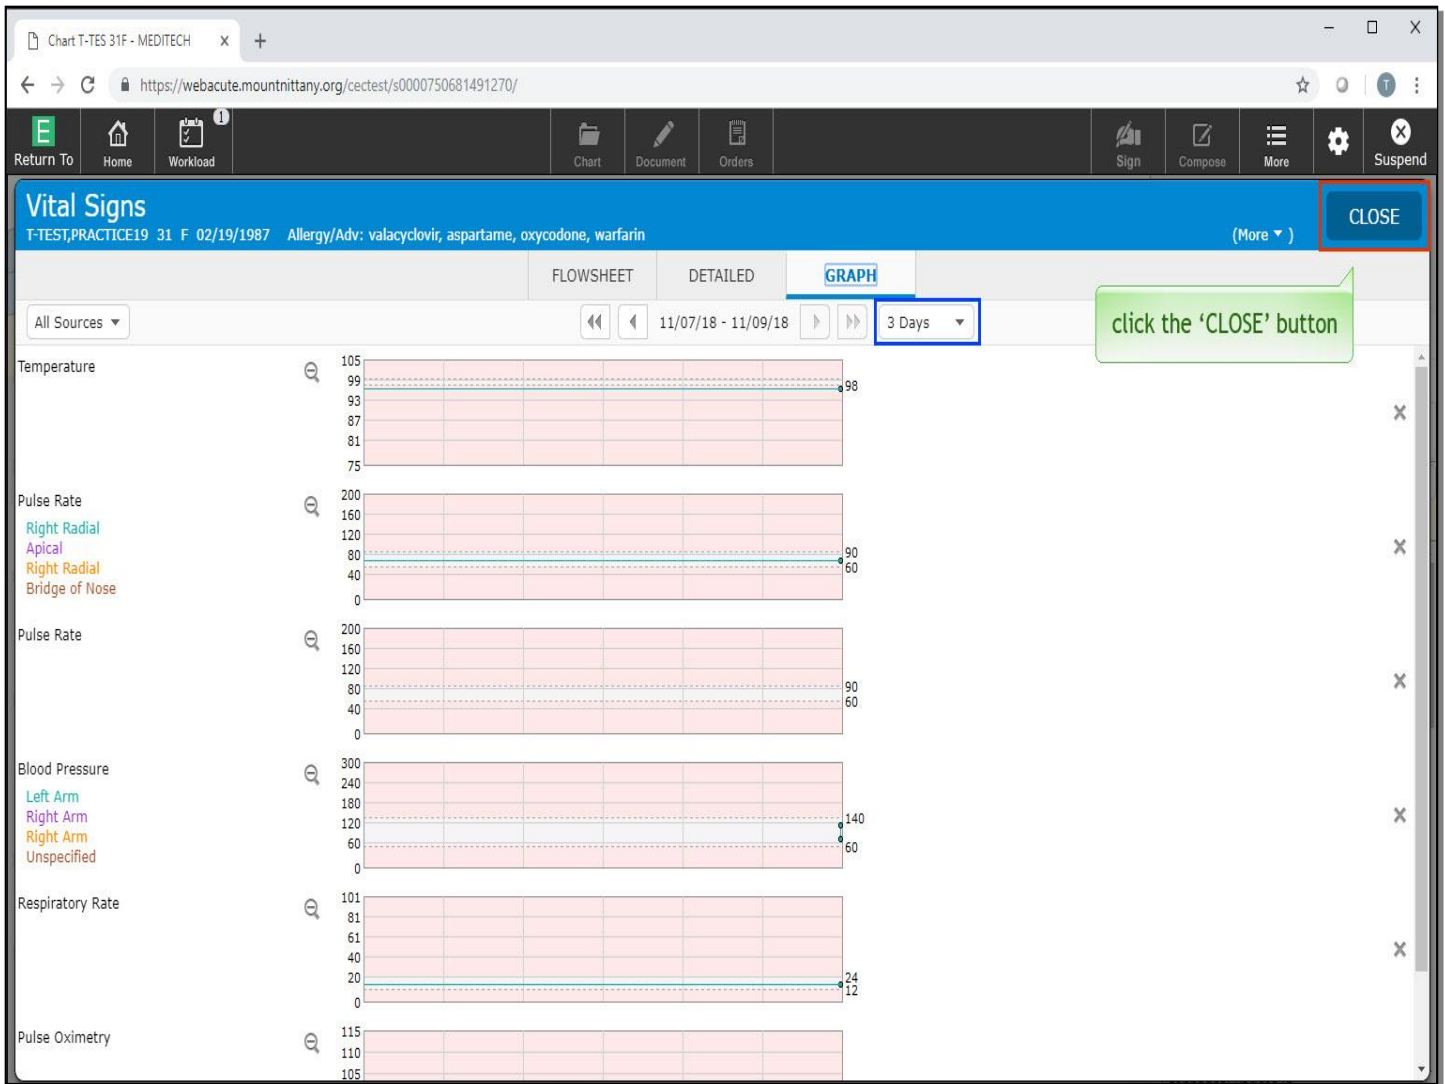 Chart T-TES 31F - MEDITECH
https://webacute.mountnittany.org/cectest/s0000750681491270/
T
E
1
Return To
Home
Workload
Chart
Document
Orders
Sign
Compose
More
Suspend
Vital Signs
T-TEST,PRACTICE19 31 F 02/19/1987 Allergy/Adv: valacyclovir, aspartame, oxycodone, warfarin
(More ▼ )
CLOSE
FLOWSHEET
DETAILED
GRAPH
All Sources
11/07/18 - 11/09/18
3 Days
click the ‘CLOSE’ button
Temperature
105
99
93
87
81
75
98
Pulse Rate
Right Radial
Apical
Right Radial
Bridge of Nose
200
160
120
80
40
0
90
60
Pulse Rate
200
160
120
80
40
0
90
60
Blood Pressure
Left Arm
Right Arm
Right Arm
Unspecified
300
240
180
120
60
0
140
60
Respiratory Rate
101
81
61
40
20
0
24
12
Pulse Oximetry
115
110
105